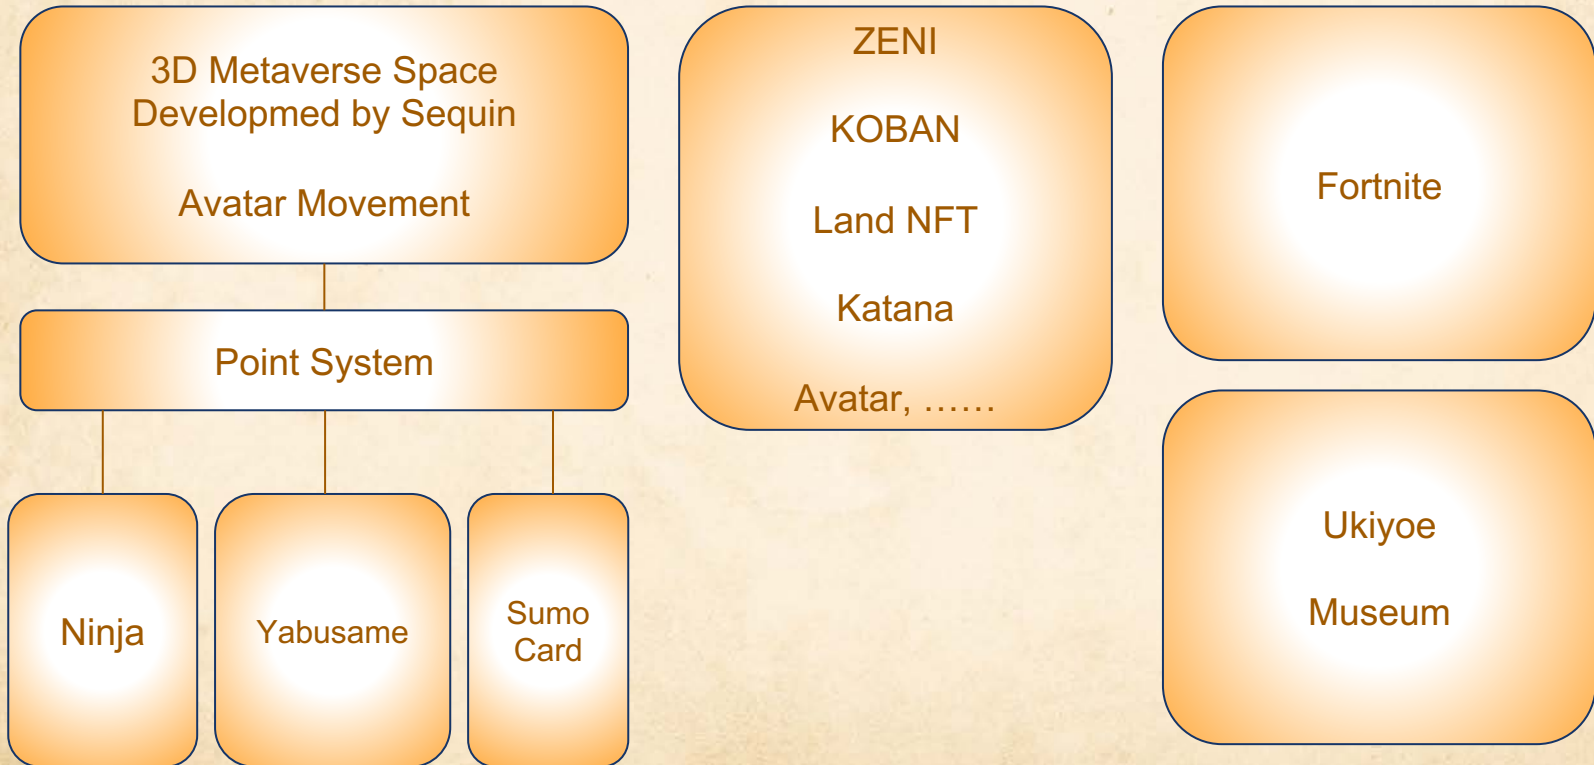 3D Metaverse Space
Developmed by Sequin
Avatar Movement
Point System
Ninja
Yabusame
Sumo
Card
ZENI
KOBAN
Land NFT
Katana
Avatar, ……
Fortnite
Ukiyoe
Museum